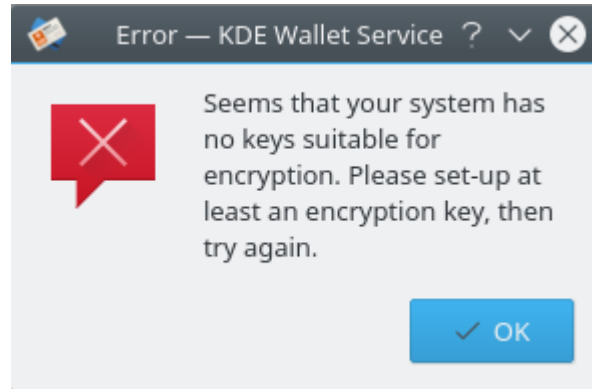 Error — KDE Wallet Service ?
Seems that your system has
no keys suitable for
encryption. Please set-up at
least an encryption key, then
try again.
OK